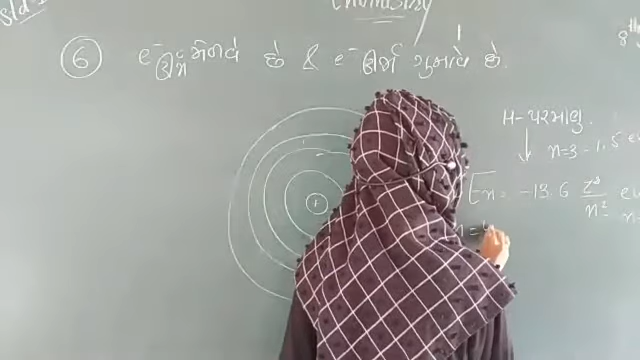 Chemistry
⑥ e⁻ ઊર્જા મેળવે છે & e⁻ ઊર્જા ગુમાવે છે.
H- પરમાણુ.
n=3 - 1.5 e
En = -13.6 Z²/n² ev
n =